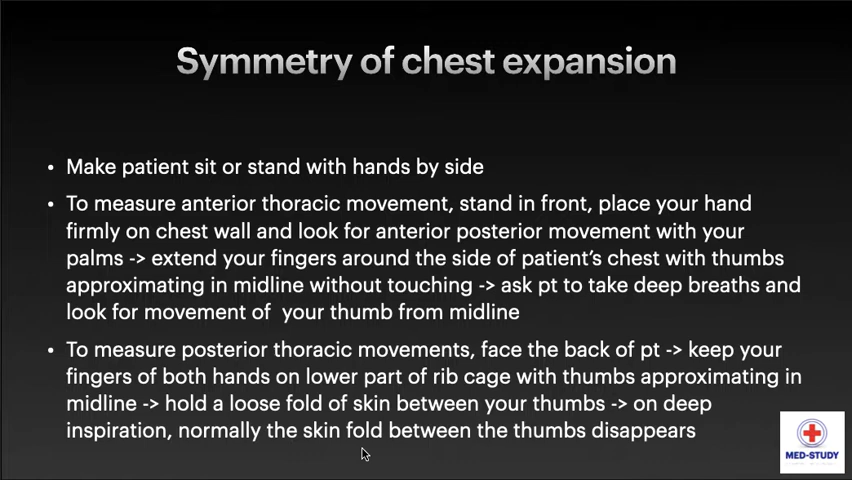 Symmetry of chest expansion
• Make patient sit or stand with hands by side
• To measure anterior thoracic movement, stand in front, place your hand
firmly on chest wall and look for anterior posterior movement with your
palms -> extend your fingers around the side of patient's chest with thumbs
approximating in midline without touching -> ask pt to take deep breaths and
look for movement of your thumb from midline
• To measure posterior thoracic movements, face the back of pt -> keep your
fingers of both hands on lower part of rib cage with thumbs approximating in
midline -> hold a loose fold of skin between your thumbs -> on deep
inspiration, normally the skin fold between the thumbs disappears
MED-STUDY